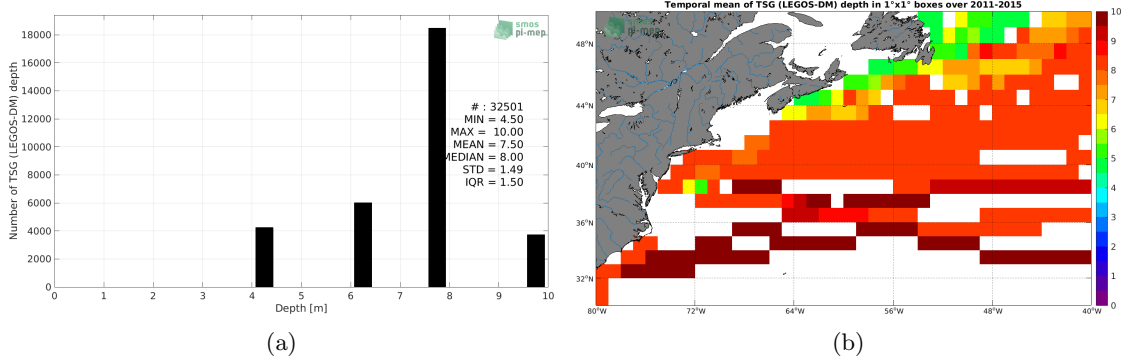 smos
pi-mep
18000
16000
14000
12000
10000
8000
6000
4000
2000
0
Number of TSG (LEGOS-DM) depth
# : 32501
MIN = 4.50
MAX = 10.00
MEAN = 7.50
MEDIAN = 8.00
STD = 1.49
IQR = 1.50
0 1 2 3 4 5 6 7 8 9 10
Depth [m]
(a)
Temporal mean of TSG (LEGOS-DM) depth in 1°x1° boxes over 2011-2015
smos
pi-mep
48°N
44°N
40°N
36°N
32°N
80°W 72°W 64°W 56°W 48°W 40°W
10
9
8
7
6
5
4
3
2
1
0
(b)